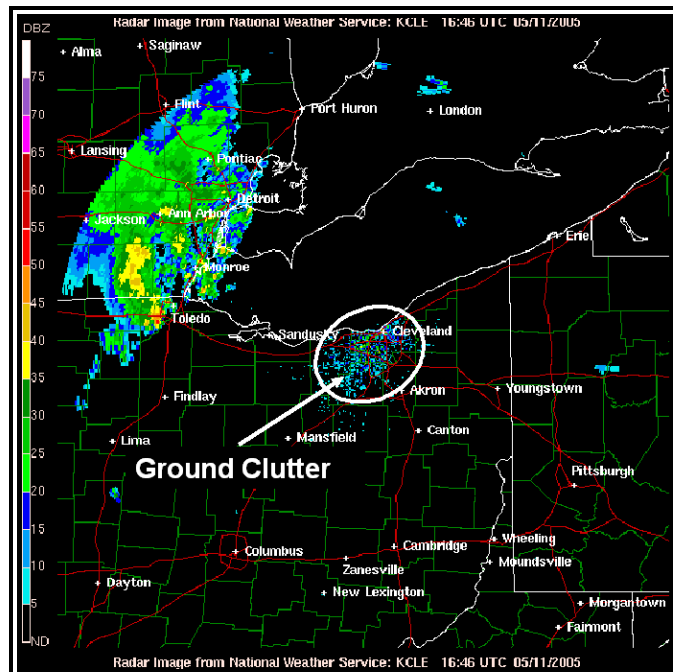 Radar Image from National Weather Service: KCLE 16:46 UTC 05/11/2005
DBZ
75
70
65
60
55
50
45
40
35
30
25
20
15
10
5
ND
Alma
Saginaw
Flint
Port Huron
London
Lansing
Pontiac
Detroit
Ann Arbor
Jackson
Erie
Monroe
Toledo
Sandusky
Cleveland
Findlay
Akron
Youngstown
Lima
Mansfield
Canton
Ground Clutter
Pittsburgh
Columbus
Cambridge
Wheeling
Zanesville
Moundsville
Dayton
New Lexington
Morgantown
Fairmont
Radar Image from National Weather Service: KCLE 16:46 UTC 05/11/2005